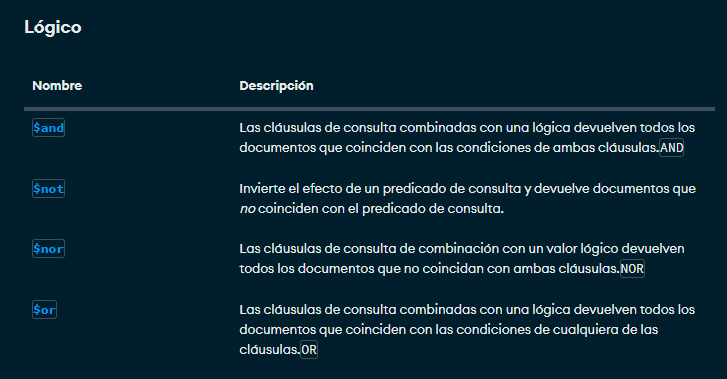 Lógico
Nombre Descripción
$and Las cláusulas de consulta combinadas con una lógica devuelven todos los
documentos que coinciden con las condiciones de ambas cláusulas.AND
$not Invierte el efecto de un predicado de consulta y devuelve documentos que
no coinciden con el predicado de consulta.
$nor Las cláusulas de consulta de combinación con un valor lógico devuelven
todos los documentos que no coincidan con ambas cláusulas.NOR
$or Las cláusulas de consulta combinadas con una lógica devuelven todos los
documentos que coinciden con las condiciones de cualquiera de las
cláusulas.OR